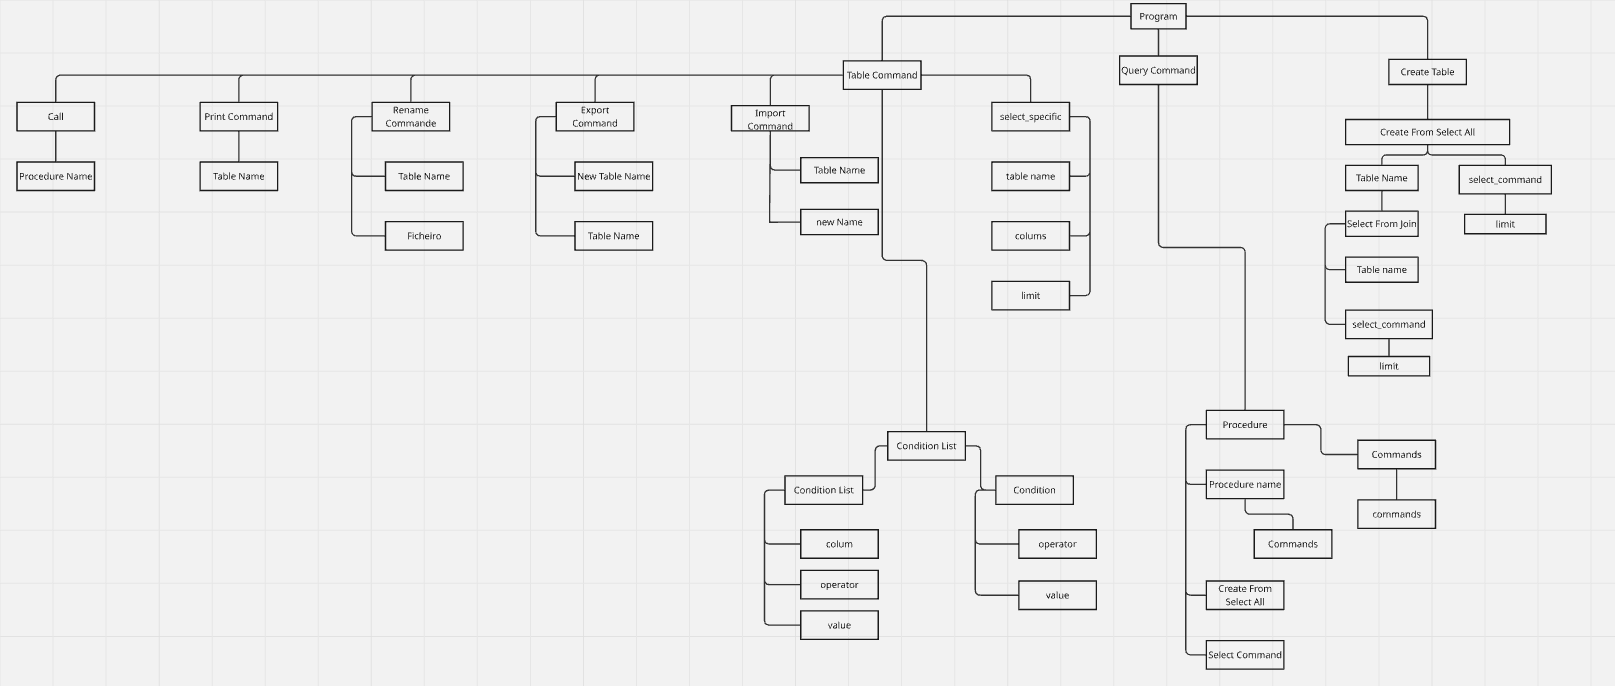 Program
Table Command
Query Command
Create Table
Call
Print Command
Rename
Commande
Export
Command
Import
Command
select_specific
Create From Select All
Procedure Name
Table Name
Table Name
New Table Name
Table Name
table name
Table Name
select_command
Ficheiro
Table Name
new Name
colums
Select From Join
limit
limit
Table name
select_command
limit
Condition List
Procedure
Commands
Condition List
Condition
Procedure name
commands
colum
operator
Commands
operator
value
Create From
Select All
value
Select Command